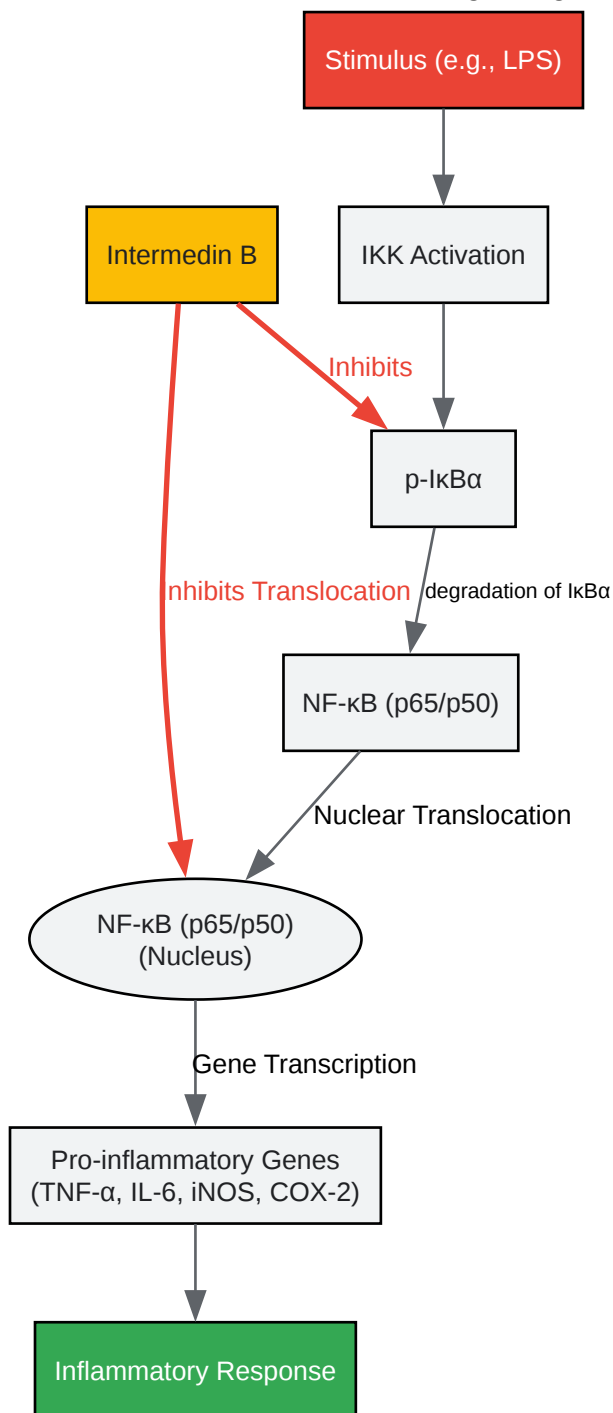 Stimulus (e.g., LPS)
Intermedin B
IKK Activation
Inhibits
p-IκBα
nhibits Translocation
degradation of IκBα
NF-κB (p65/p50)
Nuclear Translocation
NF-κB (p65/p50)
(Nucleus)
Gene Transcription
Pro-inflammatory Genes
(TNF-α, IL-6, iNOS, COX-2)
Inflammatory Response